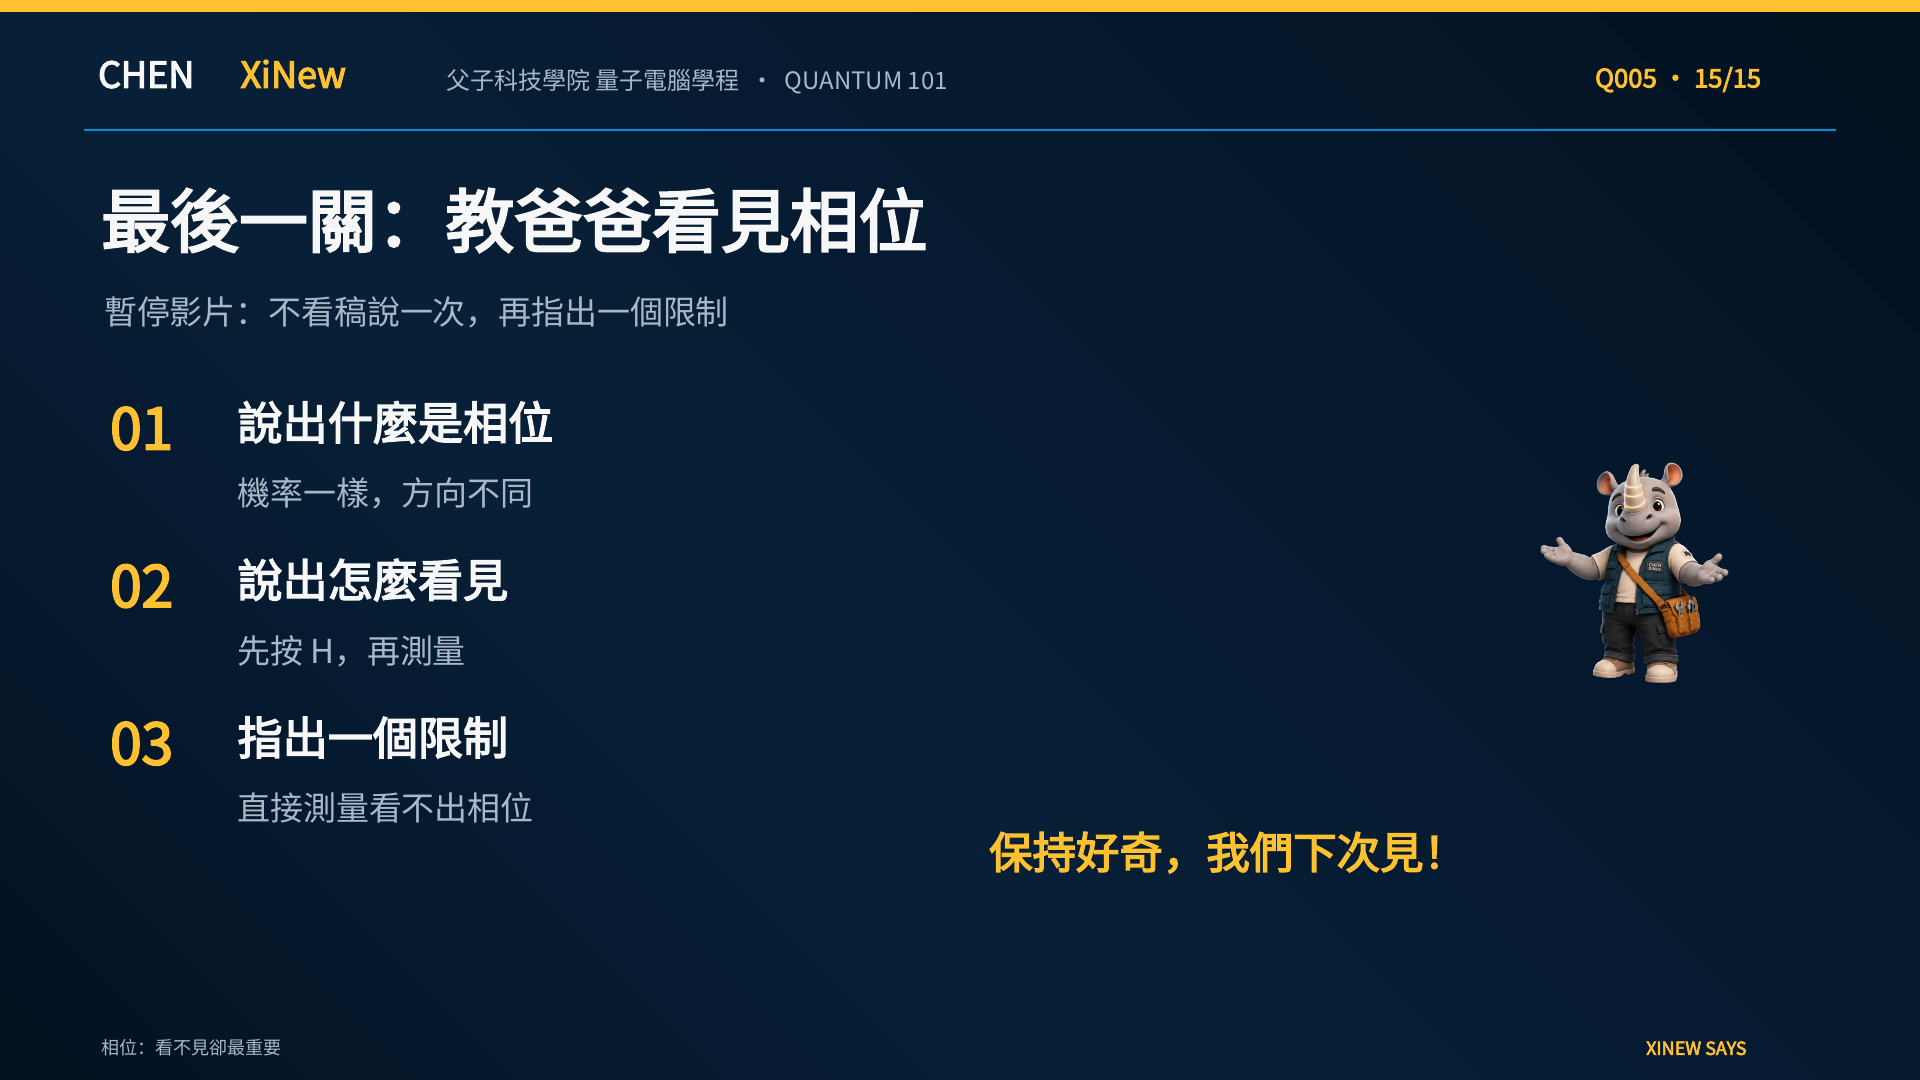 CHEN XiNew 父子科技學院 量子電腦學程 · QUANTUM 101 Q005 · 15/15
最後一關：教爸爸看見相位
暫停影片：不看稿說一次，再指出一個限制
01 說出什麼是相位
機率一樣，方向不同
02 說出怎麼看見
先按 H，再測量
03 指出一個限制
直接測量看不出相位
CHEN XiNew
保持好奇，我們下次見！
相位：看不見卻最重要
XINEW SAYS